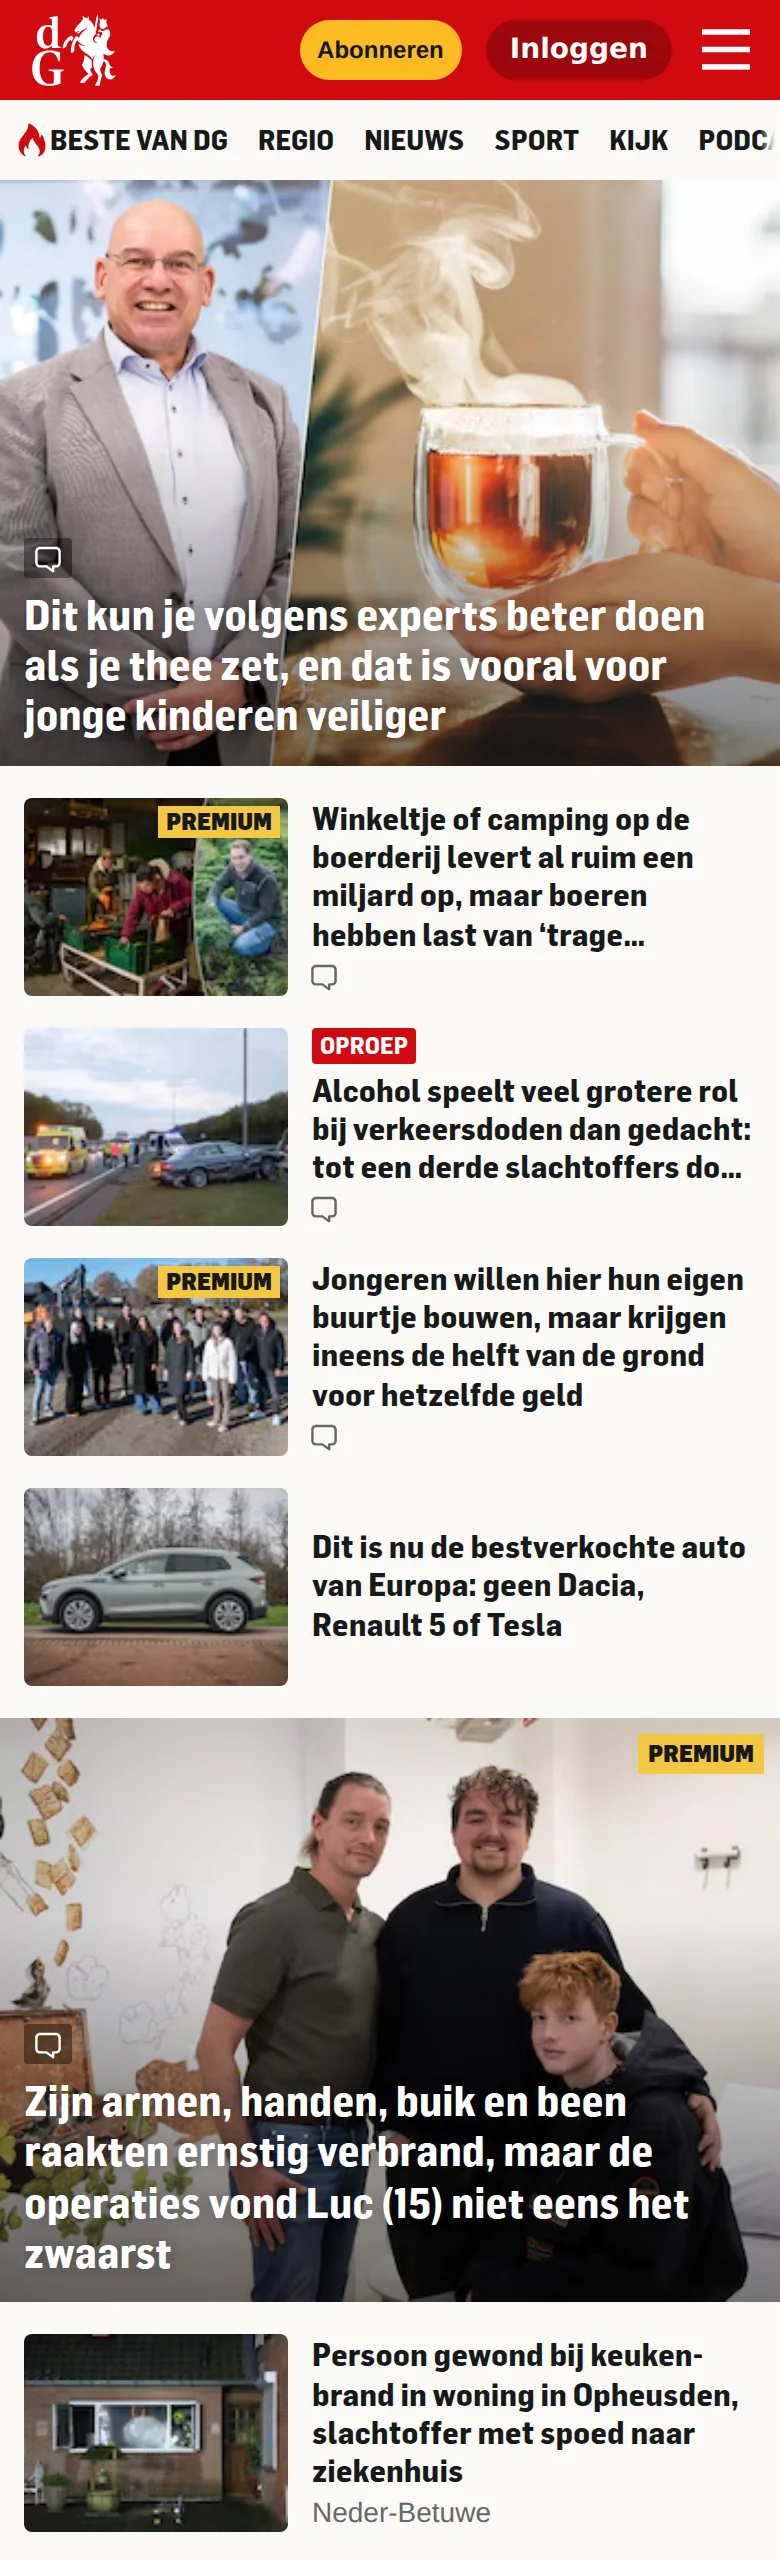 dG
Abonneren
Inloggen
BESTE VAN DG REGIO NIEUWS SPORT KIJK PODCA
Dit kun je volgens experts beter doen
als je thee zet, en dat is vooral voor
jonge kinderen veiliger
PREMIUM
Winkeltje of camping op de
boerderij levert al ruim een
miljard op, maar boeren
hebben last van ‘trage...
OPROEP
Alcohol speelt veel grotere rol
bij verkeersdoden dan gedacht:
tot een derde slachtoffers do...
PREMIUM
Jongeren willen hier hun eigen
buurtje bouwen, maar krijgen
ineens de helft van de grond
voor hetzelfde geld
Dit is nu de bestverkochte auto
van Europa: geen Dacia,
Renault 5 of Tesla
PREMIUM
Zijn armen, handen, buik en been
raakten ernstig verbrand, maar de
operaties vond Luc (15) niet eens het
zwaarst
Persoon gewond bij keuken-
brand in woning in Opheusden,
slachtoffer met spoed naar
ziekenhuis
Neder-Betuwe